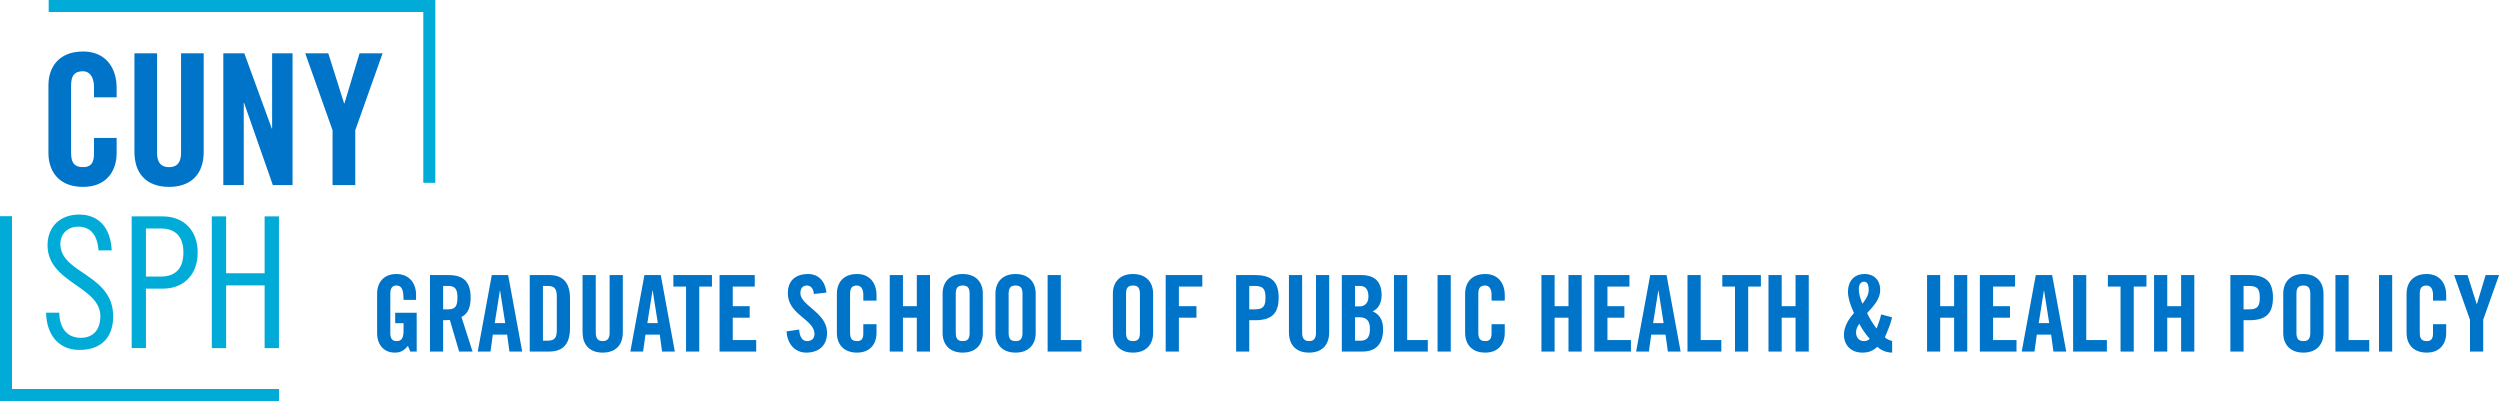 CUNY
SPH
GRADUATE SCHOOL OF PUBLIC HEALTH & HEALTH POLICY